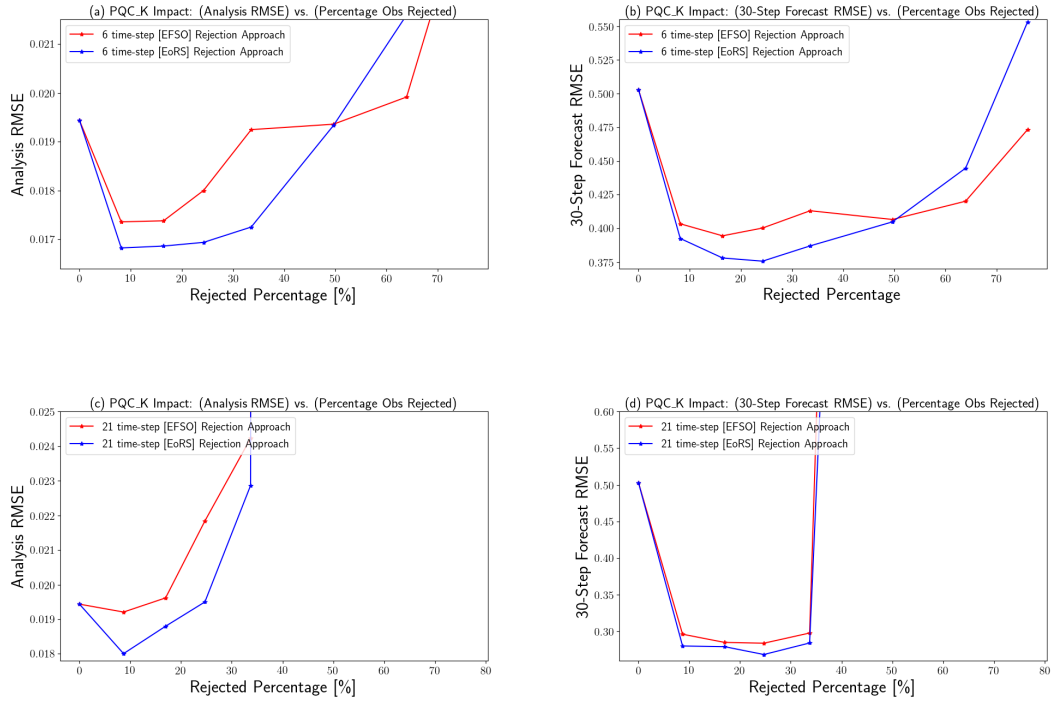 (a) PQC_K Impact: (Analysis RMSE) vs. (Percentage Obs Rejected)
6 time-step [EFSO] Rejection Approach
6 time-step [EoRS] Rejection Approach
Analysis RMSE
0.021
0.020
0.019
0.018
0.017
0 10 20 30 40 50 60 70
Rejected Percentage [%]
(b) PQC_K Impact: (30-Step Forecast RMSE) vs. (Percentage Obs Rejected)
6 time-step [EFSO] Rejection Approach
6 time-step [EoRS] Rejection Approach
30-Step Forecast RMSE
0.550
0.525
0.500
0.475
0.450
0.425
0.400
0.375
0 10 20 30 40 50 60 70
Rejected Percentage
(c) PQC_K Impact: (Analysis RMSE) vs. (Percentage Obs Rejected)
21 time-step [EFSO] Rejection Approach
21 time-step [EoRS] Rejection Approach
Analysis RMSE
0.025
0.024
0.023
0.022
0.021
0.020
0.019
0.018
0 10 20 30 40 50 60 70 80
Rejected Percentage [%]
(d) PQC_K Impact: (30-Step Forecast RMSE) vs. (Percentage Obs Rejected)
21 time-step [EFSO] Rejection Approach
21 time-step [EoRS] Rejection Approach
30-Step Forecast RMSE
0.60
0.55
0.50
0.45
0.40
0.35
0.30
0 10 20 30 40 50 60 70 80
Rejected Percentage [%]